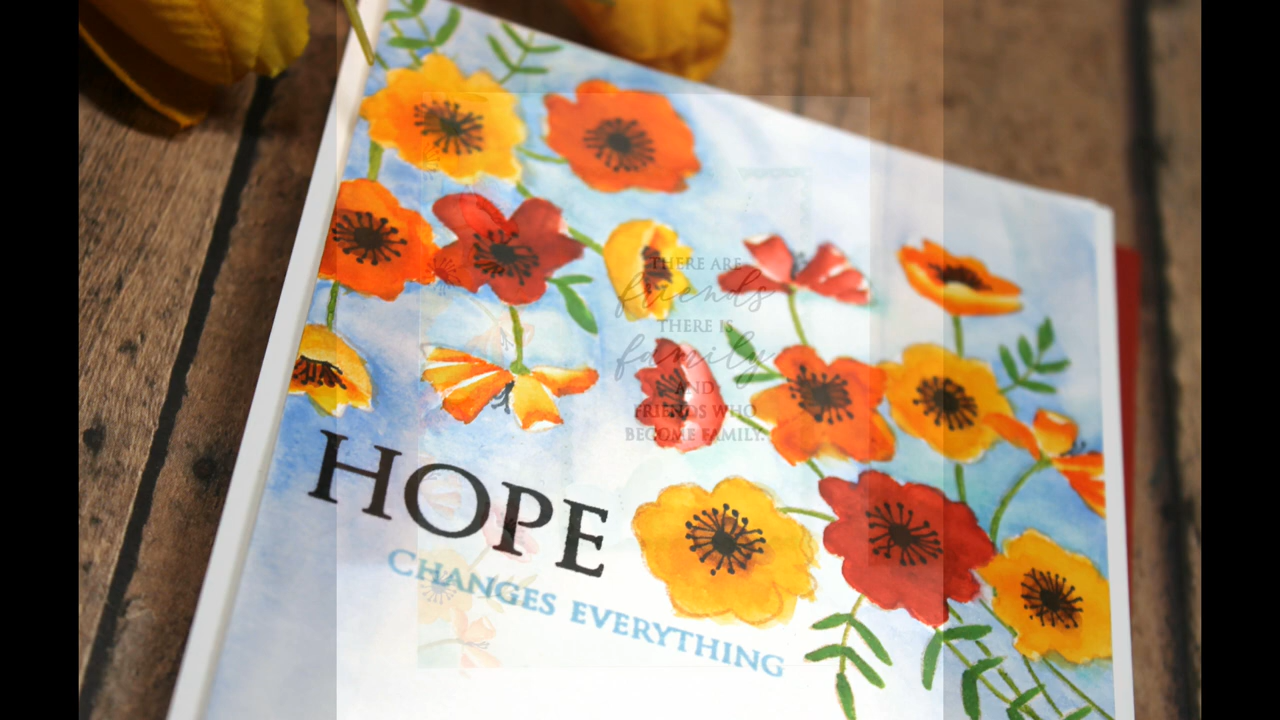 THERE ARE
friends
THERE IS
family
AND
FRIENDS WHO
BECOME FAMILY.
HOPE
CHANGES EVERYTHING